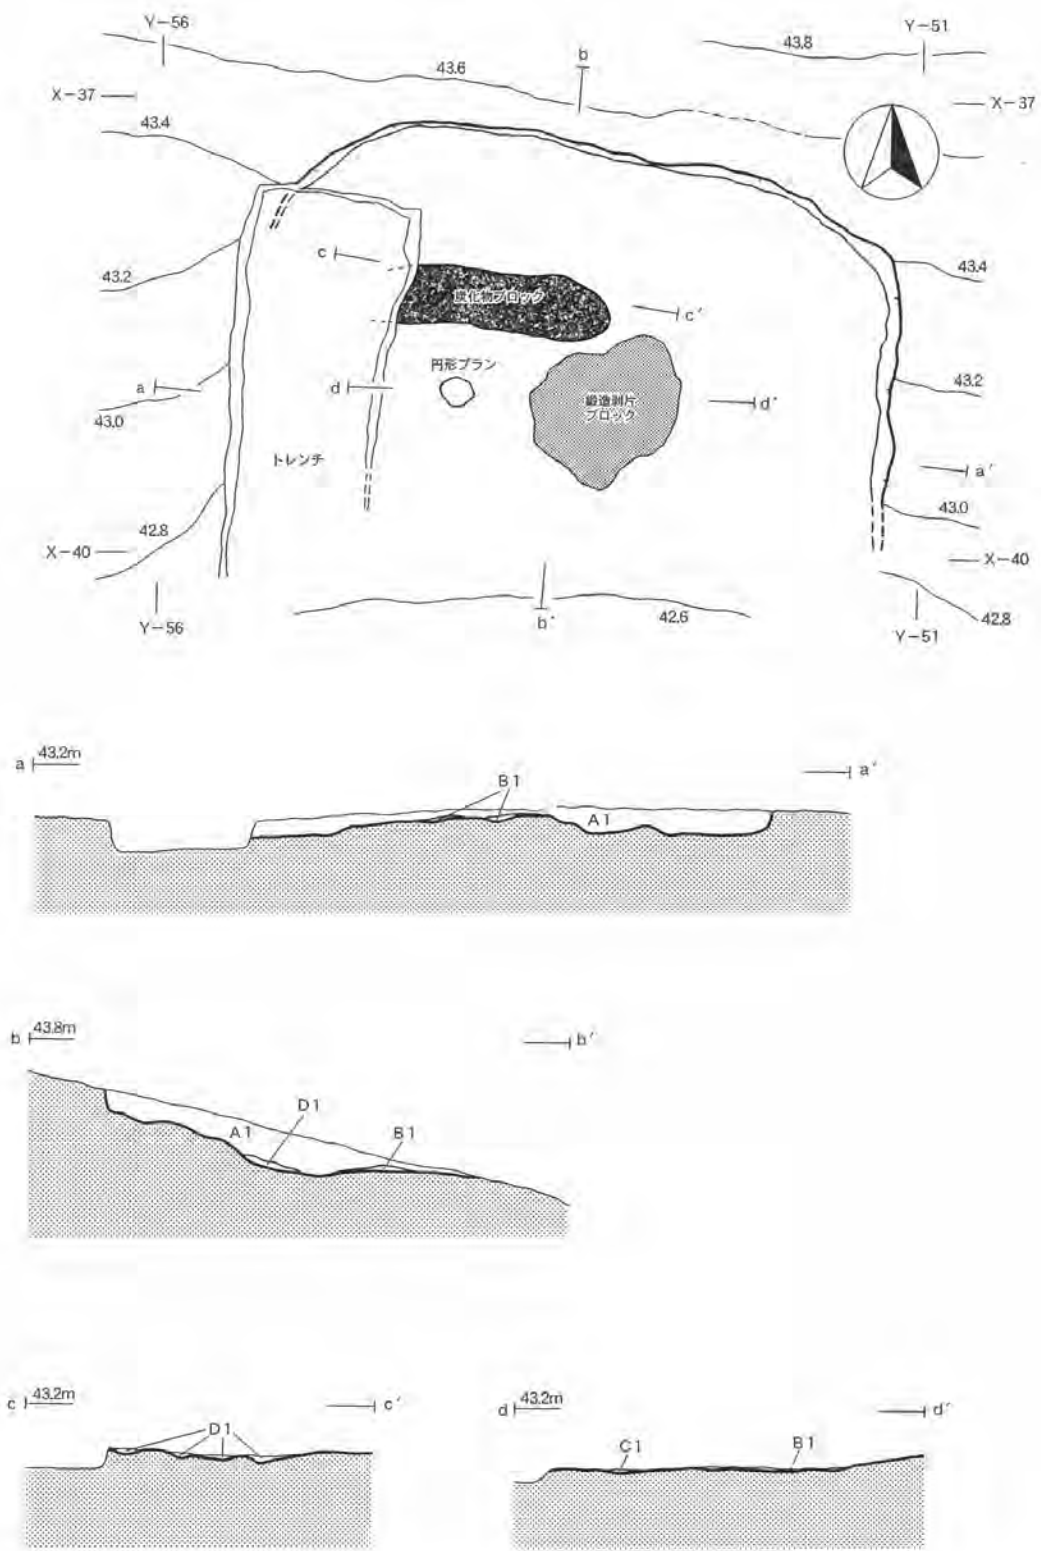 Y-56
Y-51
b
43.8
43.6
X-37
X-37
43.4
c
43.2
43.4
炭化物ブロック
c′
円形プラン
a
d
43.2
鍛造剥片
ブロック
d′
43.0
トレンチ
a′
43.0
42.8
X-40
X-40
Y-56
b′
42.6
42.8
Y-51
a 43.2m
a′
B1
A1
b 43.8m
b′
D1
A1
B1
c 43.2m
c′
D1
d 43.2m
d′
C1
B1